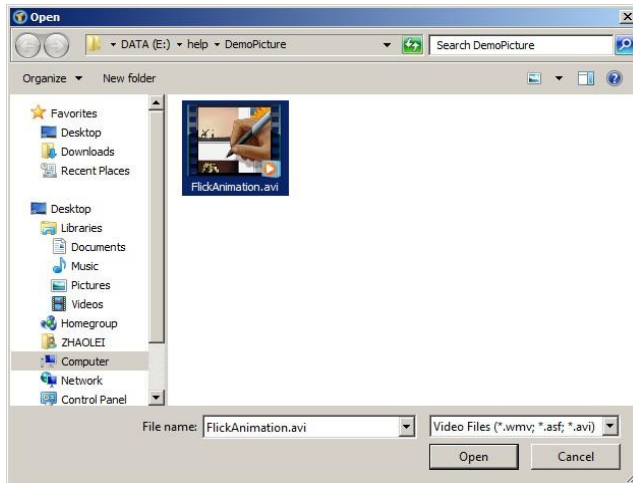 Open
DATA (E:) help DemoPicture
Search DemoPicture
Organize
New folder
Favorites
Desktop
Downloads
Recent Places
Desktop
Libraries
Documents
Music
Pictures
Videos
Homegroup
ZHAOLEI
Computer
Network
Control Panel
FlickAnimation.avi
File name: FlickAnimation.avi
Video Files (*.wmv; *.asf; *.avi)
Open
Cancel